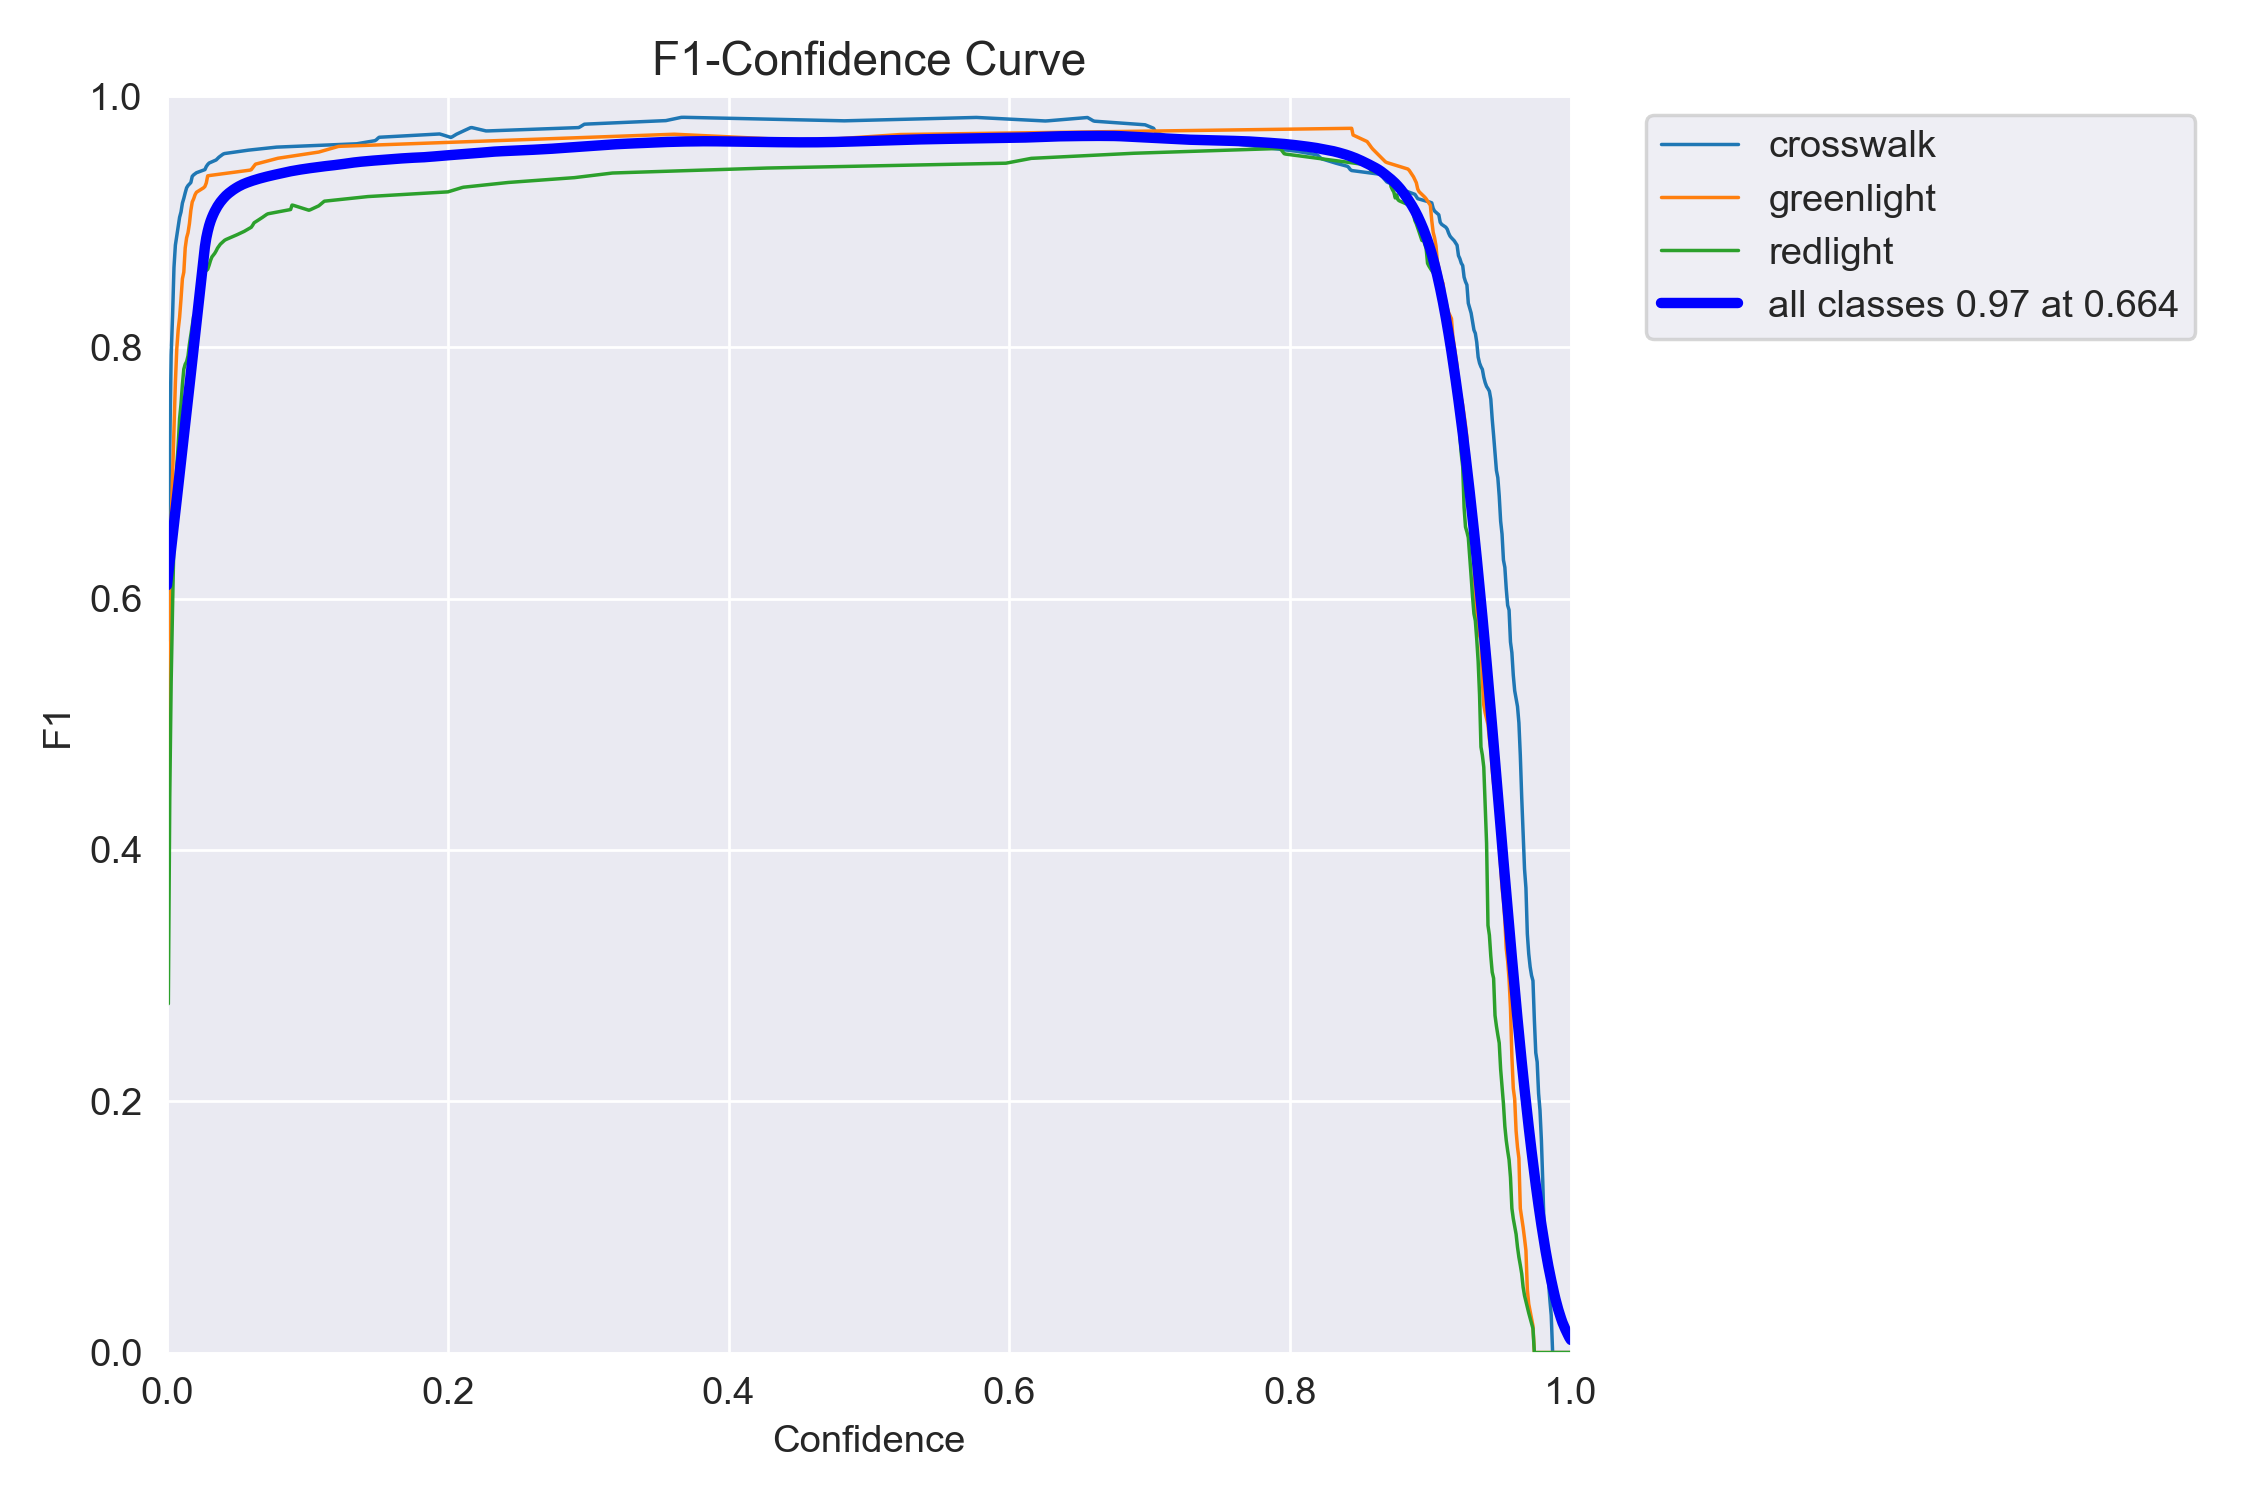 F1-Confidence Curve
1.0
0.8
0.6
0.4
0.2
0.0
F1
0.0 0.2 0.4 0.6 0.8 1.0
Confidence
crosswalk
greenlight
redlight
all classes 0.97 at 0.664